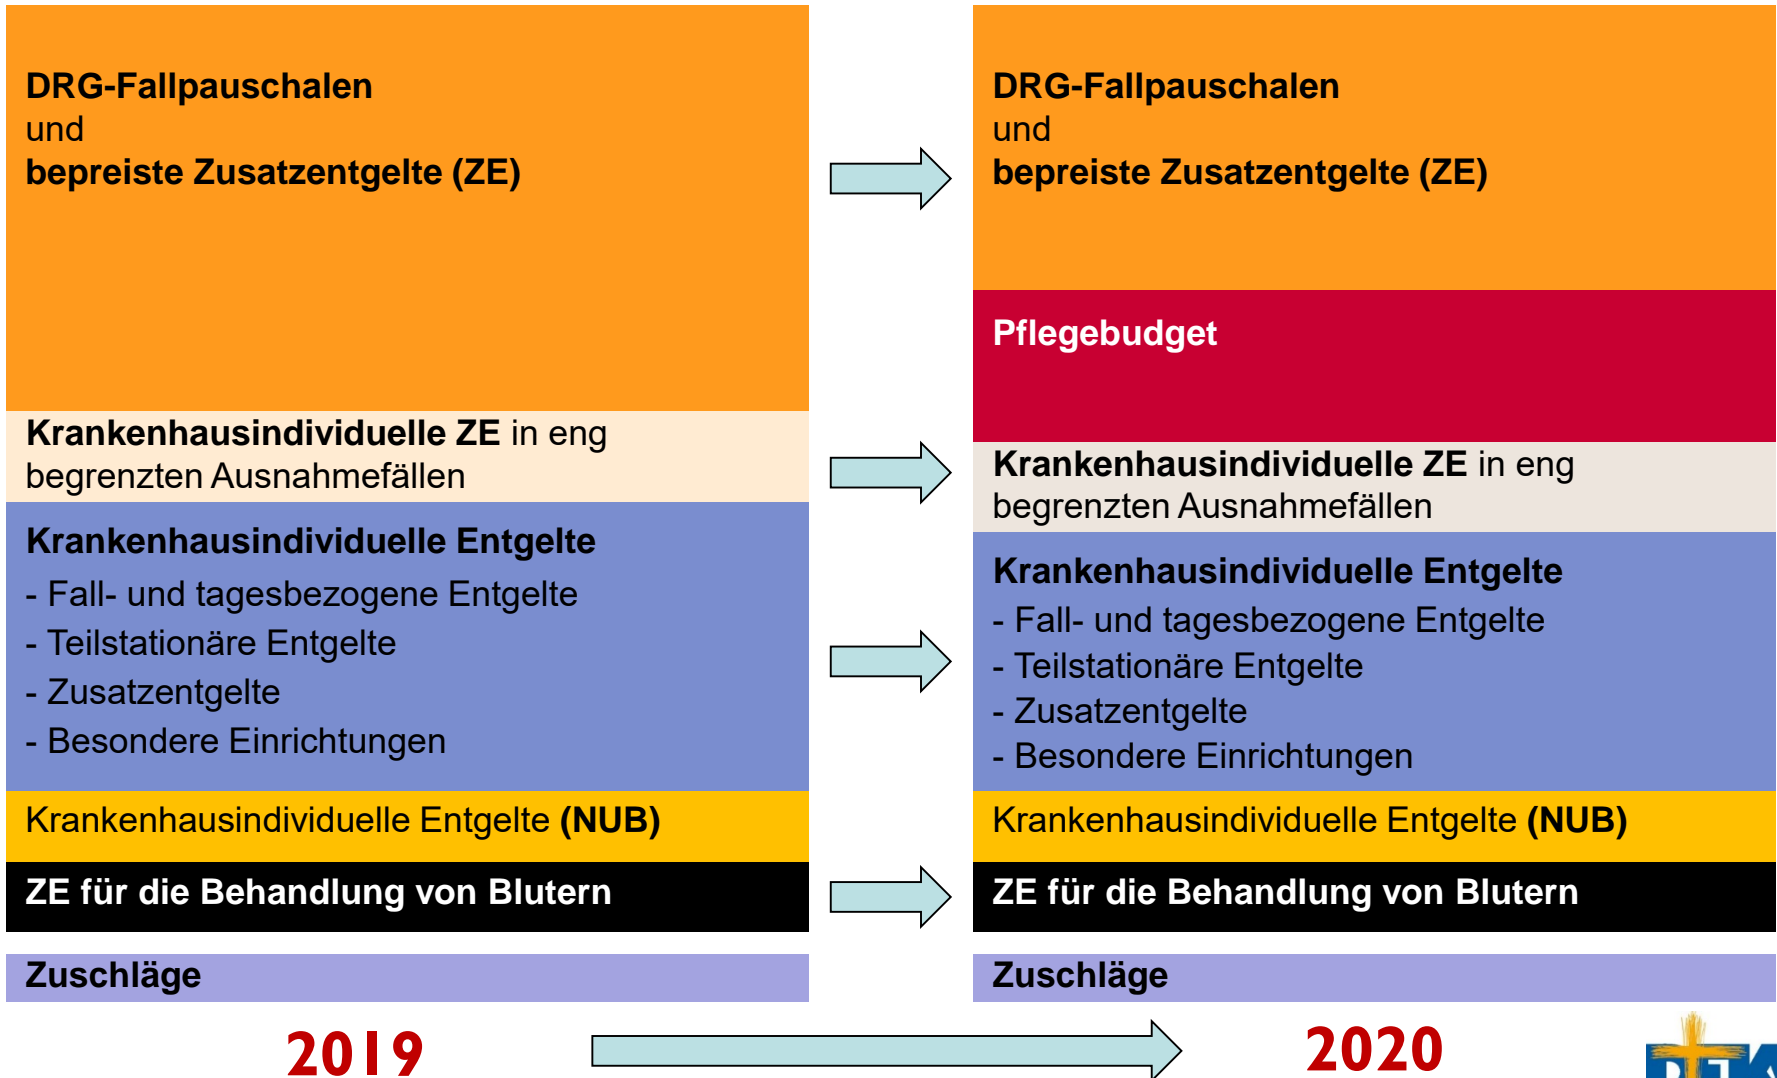 DRG-Fallpauschalen
und
bepreiste Zusatzentgelte (ZE)
Krankenhausindividuelle ZE in eng
begrenzten Ausnahmefällen
Krankenhausindividuelle Entgelte
- Fall- und tagesbezogene Entgelte
- Teilstationäre Entgelte
- Zusatzentgelte
- Besondere Einrichtungen
Krankenhausindividuelle Entgelte (NUB)
ZE für die Behandlung von Blutern
Zuschläge
2019
DRG-Fallpauschalen
und
bepreiste Zusatzentgelte (ZE)
Pflegebudget
Krankenhausindividuelle ZE in eng
begrenzten Ausnahmefällen
Krankenhausindividuelle Entgelte
- Fall- und tagesbezogene Entgelte
- Teilstationäre Entgelte
- Zusatzentgelte
- Besondere Einrichtungen
Krankenhausindividuelle Entgelte (NUB)
ZE für die Behandlung von Blutern
Zuschläge
2020